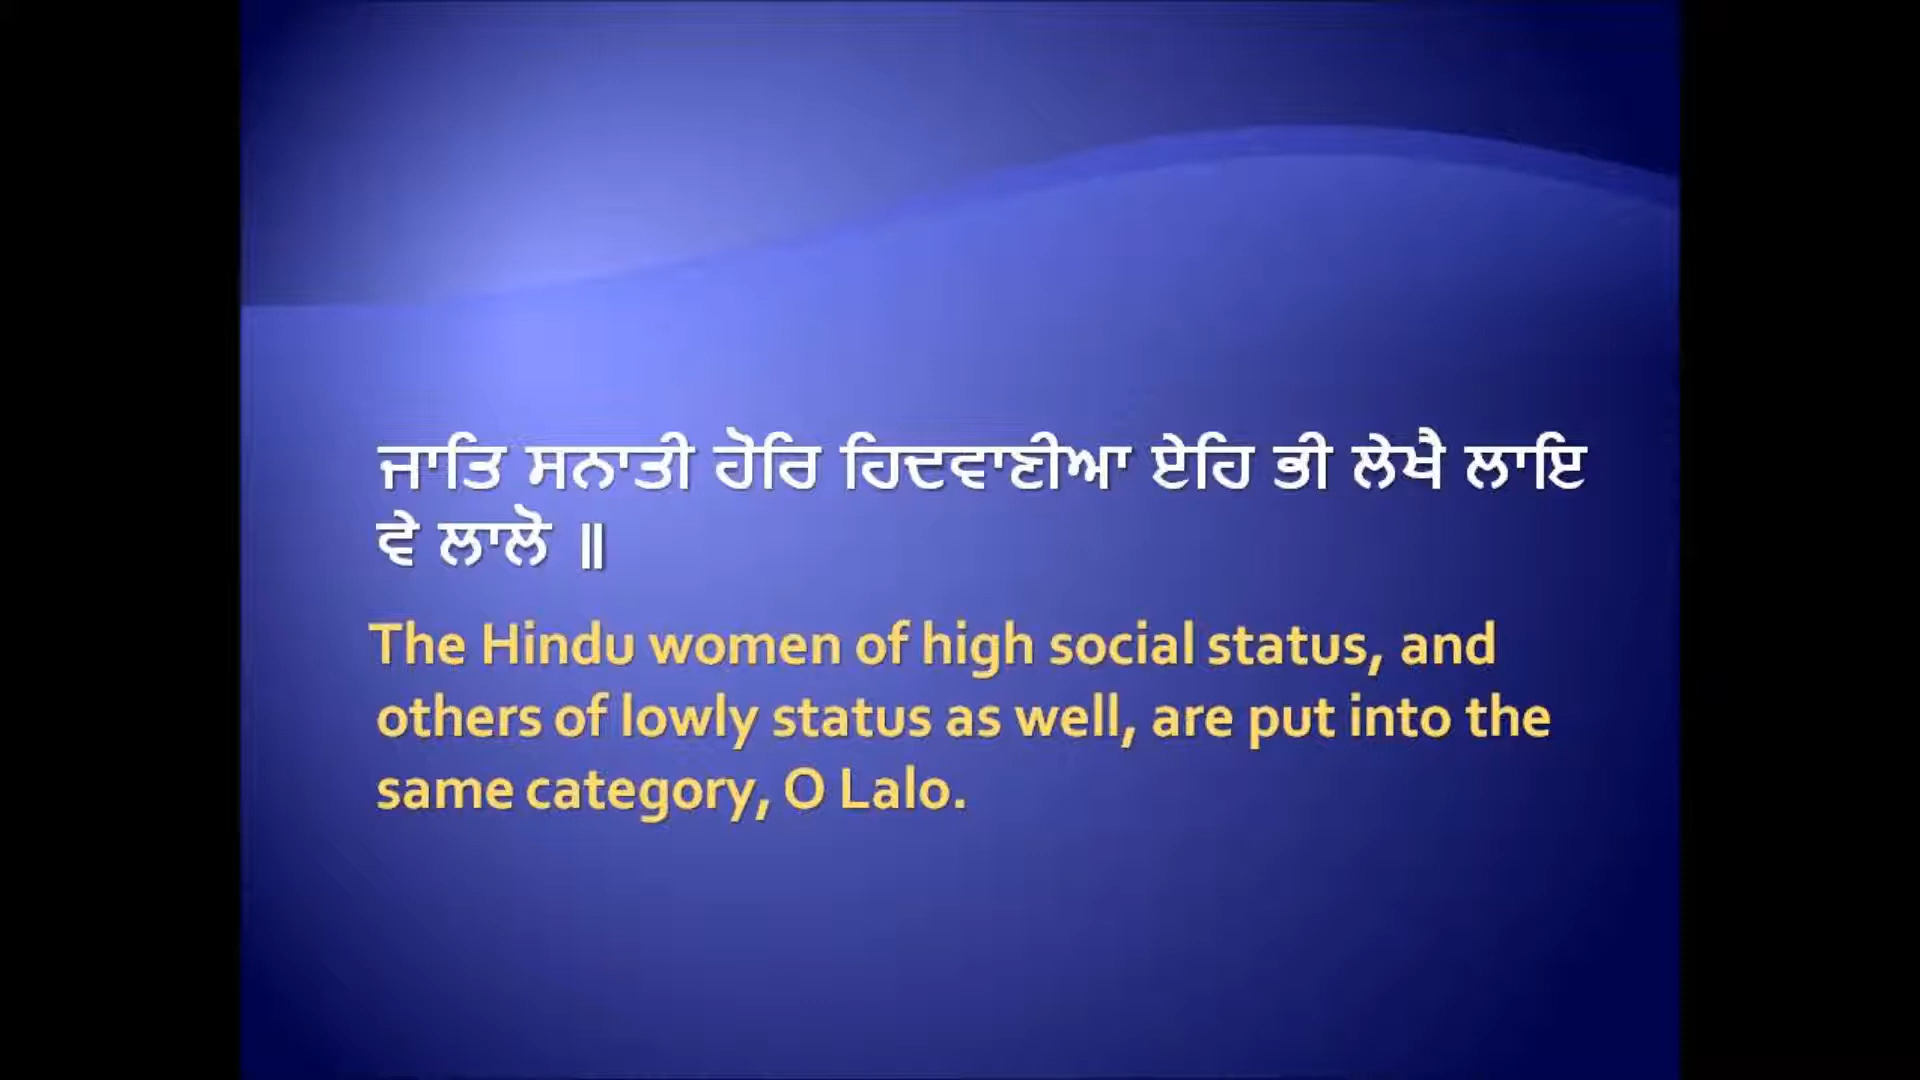 ਜਾਤਿ ਸਨਾਤੀ ਹੋਰਿ ਹਿਦਵਾਣੀਆ ਏਹਿ ਭੀ ਲੇਖੈ ਲਾਇ
ਵੇ ਲਾਲੋ ॥
The Hindu women of high social status, and
others of lowly status as well, are put into the
same category, O Lalo.